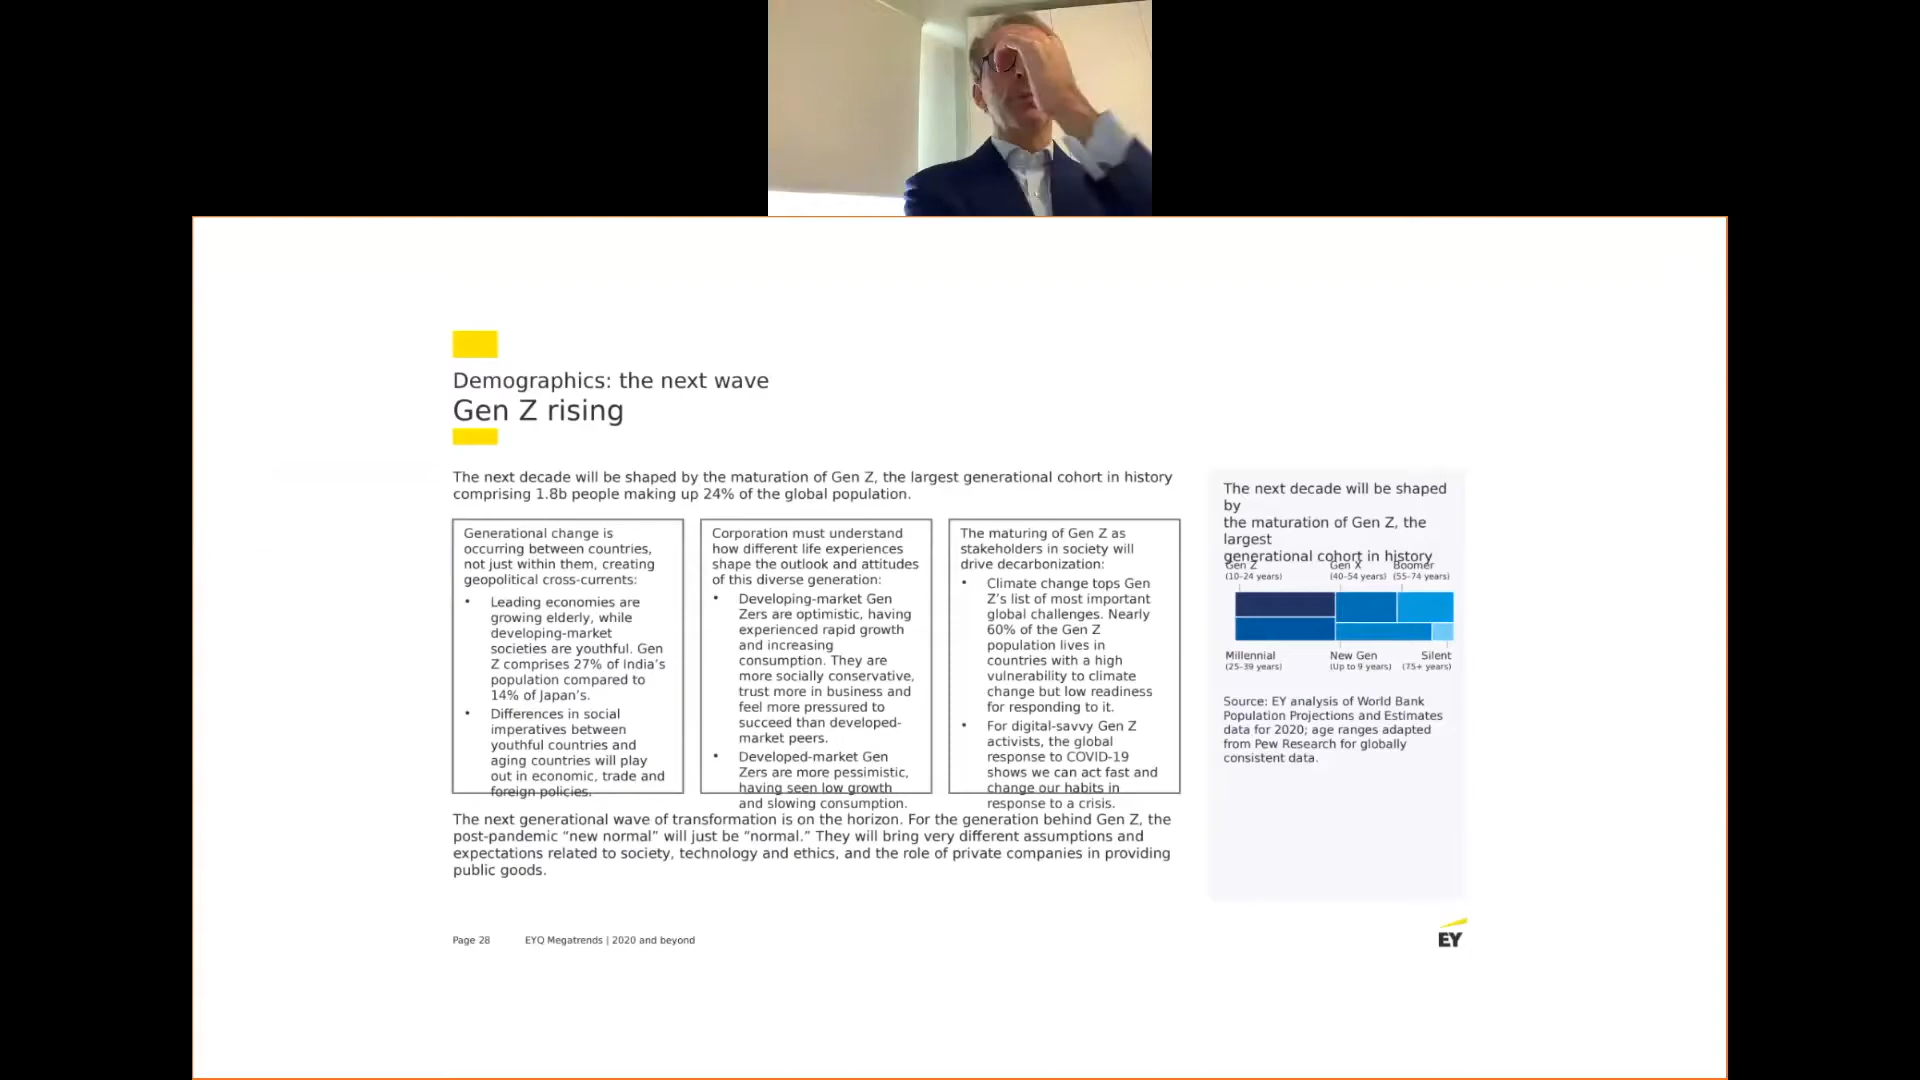 Demographics: the next wave
Gen Z rising
The next decade will be shaped by the maturation of Gen Z, the largest generational cohort in history
comprising 1.8b people making up 24% of the global population.
Generational change is
occurring between countries,
not just within them, creating
geopolitical cross-currents:
• Leading economies are
growing elderly, while
developing-market
societies are youthful. Gen
Z comprises 27% of India’s
population compared to
14% of Japan’s.
• Differences in social
imperatives between
youthful countries and
aging countries will play
out in economic, trade and
foreign policies.
Corporation must understand
how different life experiences
shape the outlook and attitudes
of this diverse generation:
• Developing-market Gen
Zers are optimistic, having
experienced rapid growth
and increasing
consumption. They are
more socially conservative,
trust more in business and
feel more pressured to
succeed than developed-
market peers.
• Developed-market Gen
Zers are more pessimistic,
having seen low growth
and slowing consumption.
The maturing of Gen Z as
stakeholders in society will
drive decarbonization:
• Climate change tops Gen
Z’s list of most important
global challenges. Nearly
60% of the Gen Z
population lives in
countries with a high
vulnerability to climate
change but low readiness
for responding to it.
• For digital-savvy Gen Z
activists, the global
response to COVID-19
shows we can act fast and
change our habits in
response to a crisis.
The next generational wave of transformation is on the horizon. For the generation behind Gen Z, the
post-pandemic “new normal” will just be “normal.” They will bring very different assumptions and
expectations related to society, technology and ethics, and the role of private companies in providing
public goods.
The next decade will be shaped
by
the maturation of Gen Z, the
largest
generational cohort in history
Gen Z Gen X Boomer
(10–24 years) (40–54 years) (55–74 years)
Millennial New Gen Silent
(25–39 years) (Up to 9 years) (75+ years)
Source: EY analysis of World Bank
Population Projections and Estimates
data for 2020; age ranges adapted
from Pew Research for globally
consistent data.
Page 28 EYQ Megatrends | 2020 and beyond
EY